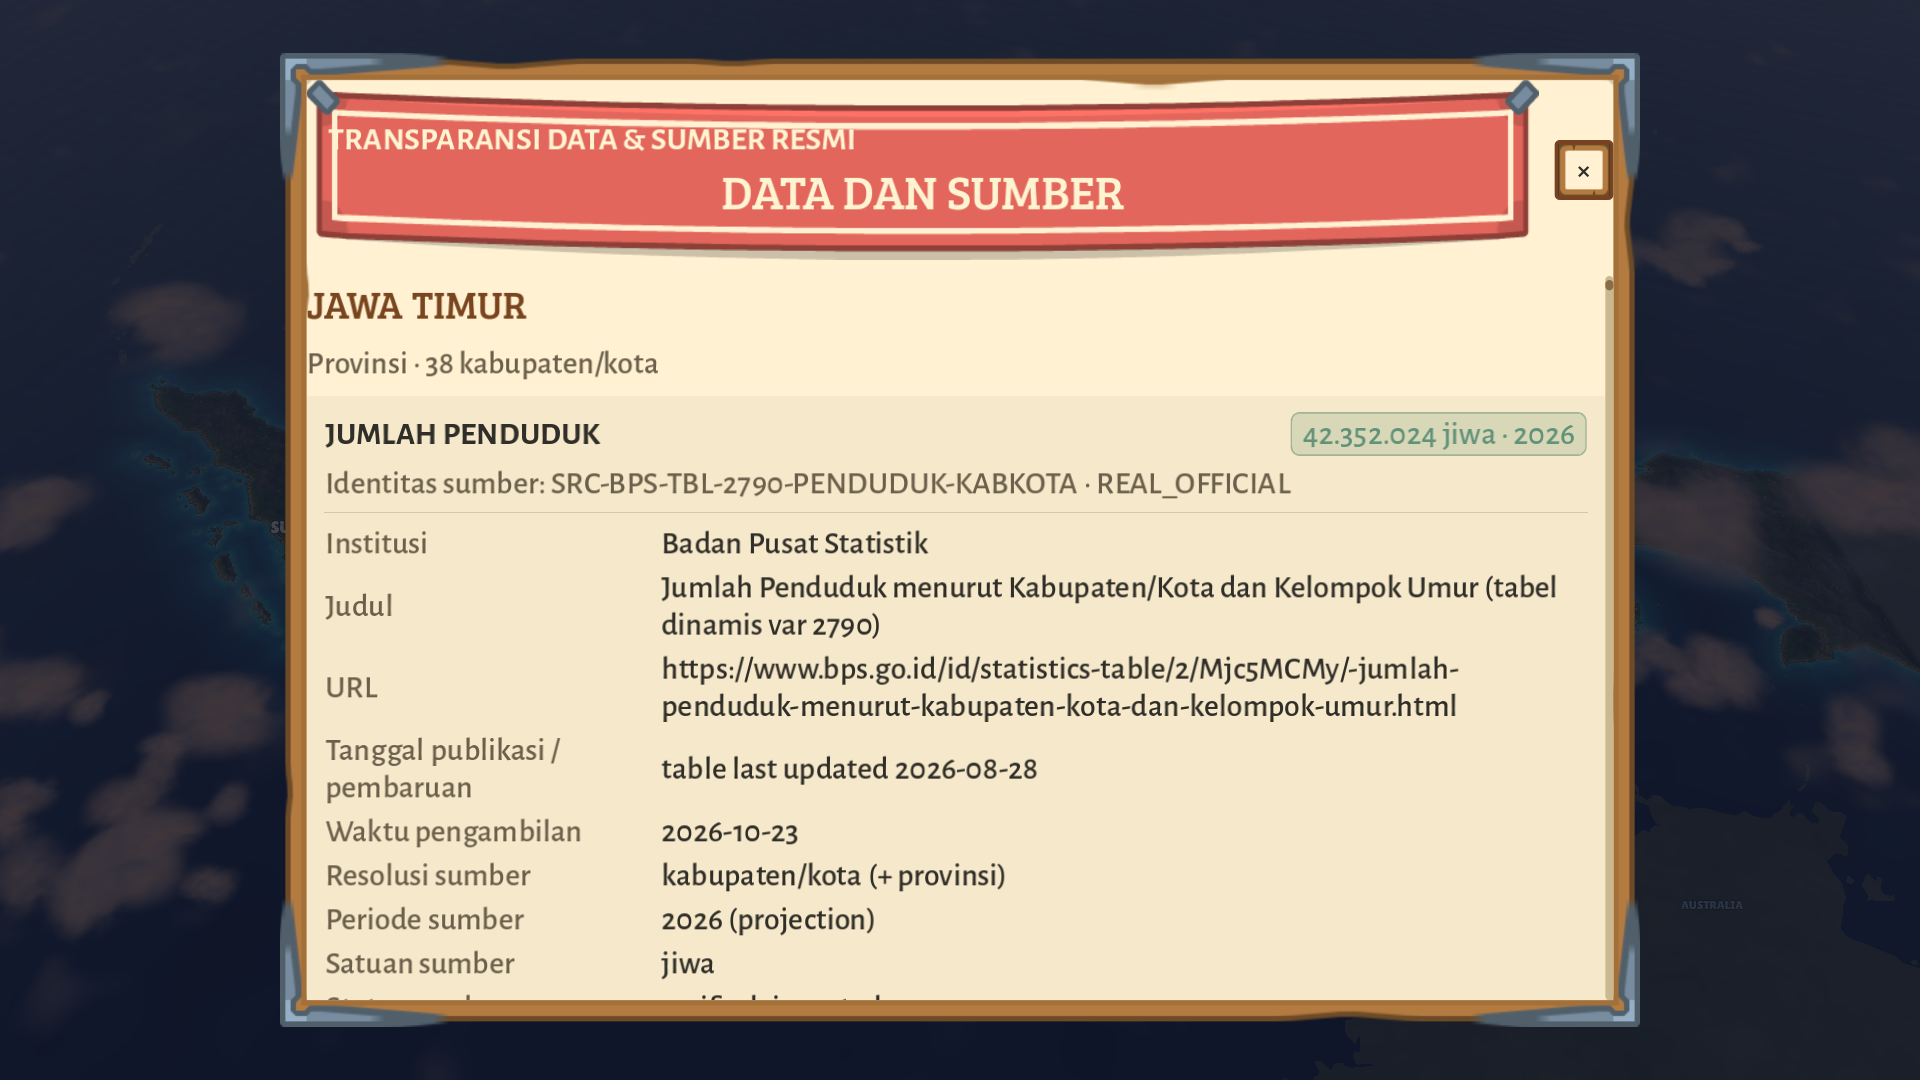 TRANSPARANSI DATA & SUMBER RESMI
DATA DAN SUMBER
×
JAWA TIMUR
Provinsi · 38 kabupaten/kota
JUMLAH PENDUDUK
42.352.024 jiwa · 2026
Identitas sumber: SRC-BPS-TBL-2790-PENDUDUK-KABKOTA · REAL_OFFICIAL
Institusi
Badan Pusat Statistik
Judul
Jumlah Penduduk menurut Kabupaten/Kota dan Kelompok Umur (tabel
dinamis var 2790)
URL
https://www.bps.go.id/id/statistics-table/2/Mjc5MCMy/-jumlah-
penduduk-menurut-kabupaten-kota-dan-kelompok-umur.html
Tanggal publikasi /
pembaruan
table last updated 2026-08-28
Waktu pengambilan
2026-10-23
Resolusi sumber
kabupaten/kota (+ provinsi)
Periode sumber
2026 (projection)
Satuan sumber
jiwa
AUSTRALIA